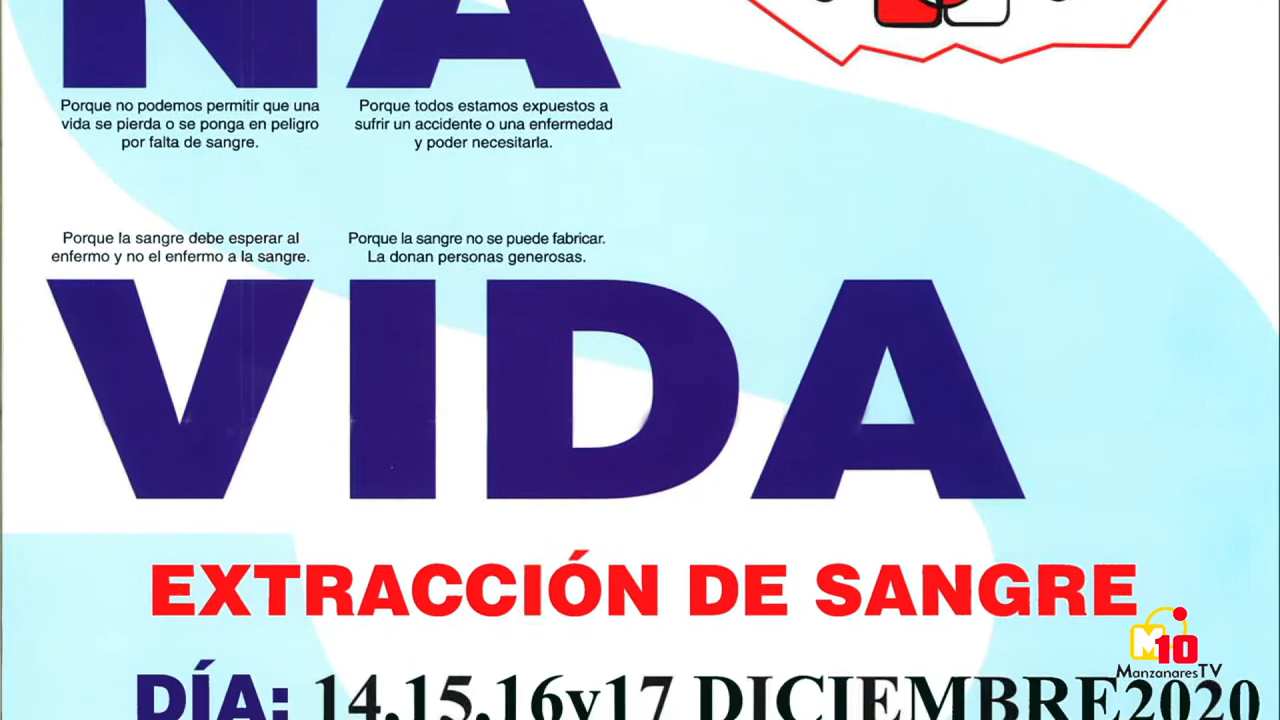 NA
Porque no podemos permitir que una
vida se pierda o se ponga en peligro
por falta de sangre.
Porque todos estamos expuestos a
sufrir un accidente o una enfermedad
y poder necesitarla.
Porque la sangre debe esperar al
enfermo y no el enfermo a la sangre.
Porque la sangre no se puede fabricar.
La donan personas generosas.
VIDA
EXTRACCIÓN DE SANGRE
DÍA: 14,15,16y17 DICIEMBRE2020
M10
ManzanaresTV